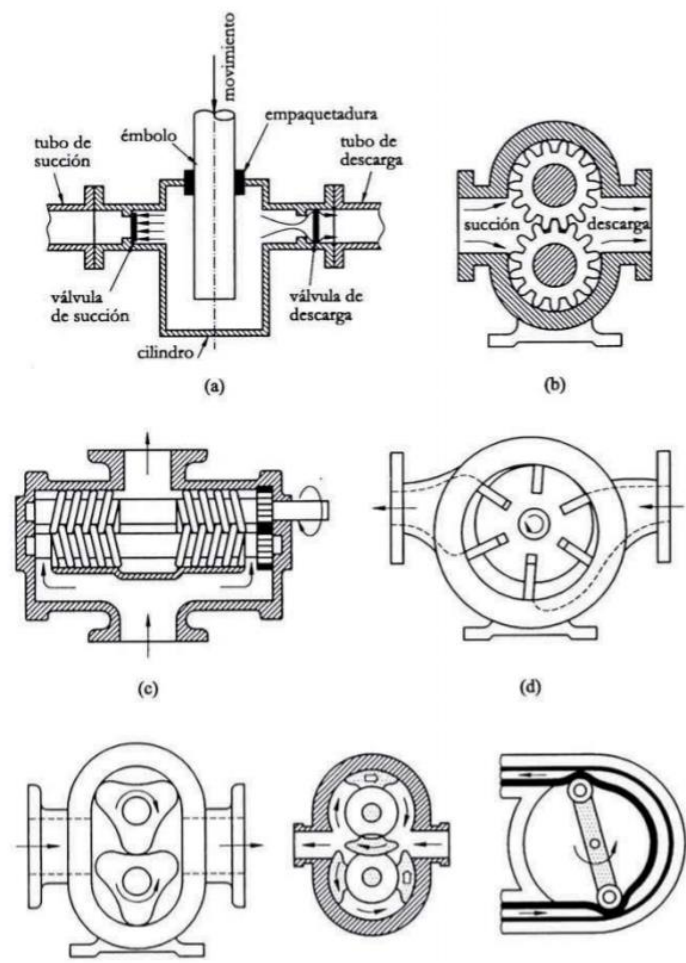 movimiento
tubo de
succión
émbolo
empaquetadura
tubo de
descarga
válvula
de succión
válvula de
descarga
cilindro
(a)
succión
descarga
(b)
(c)
(d)